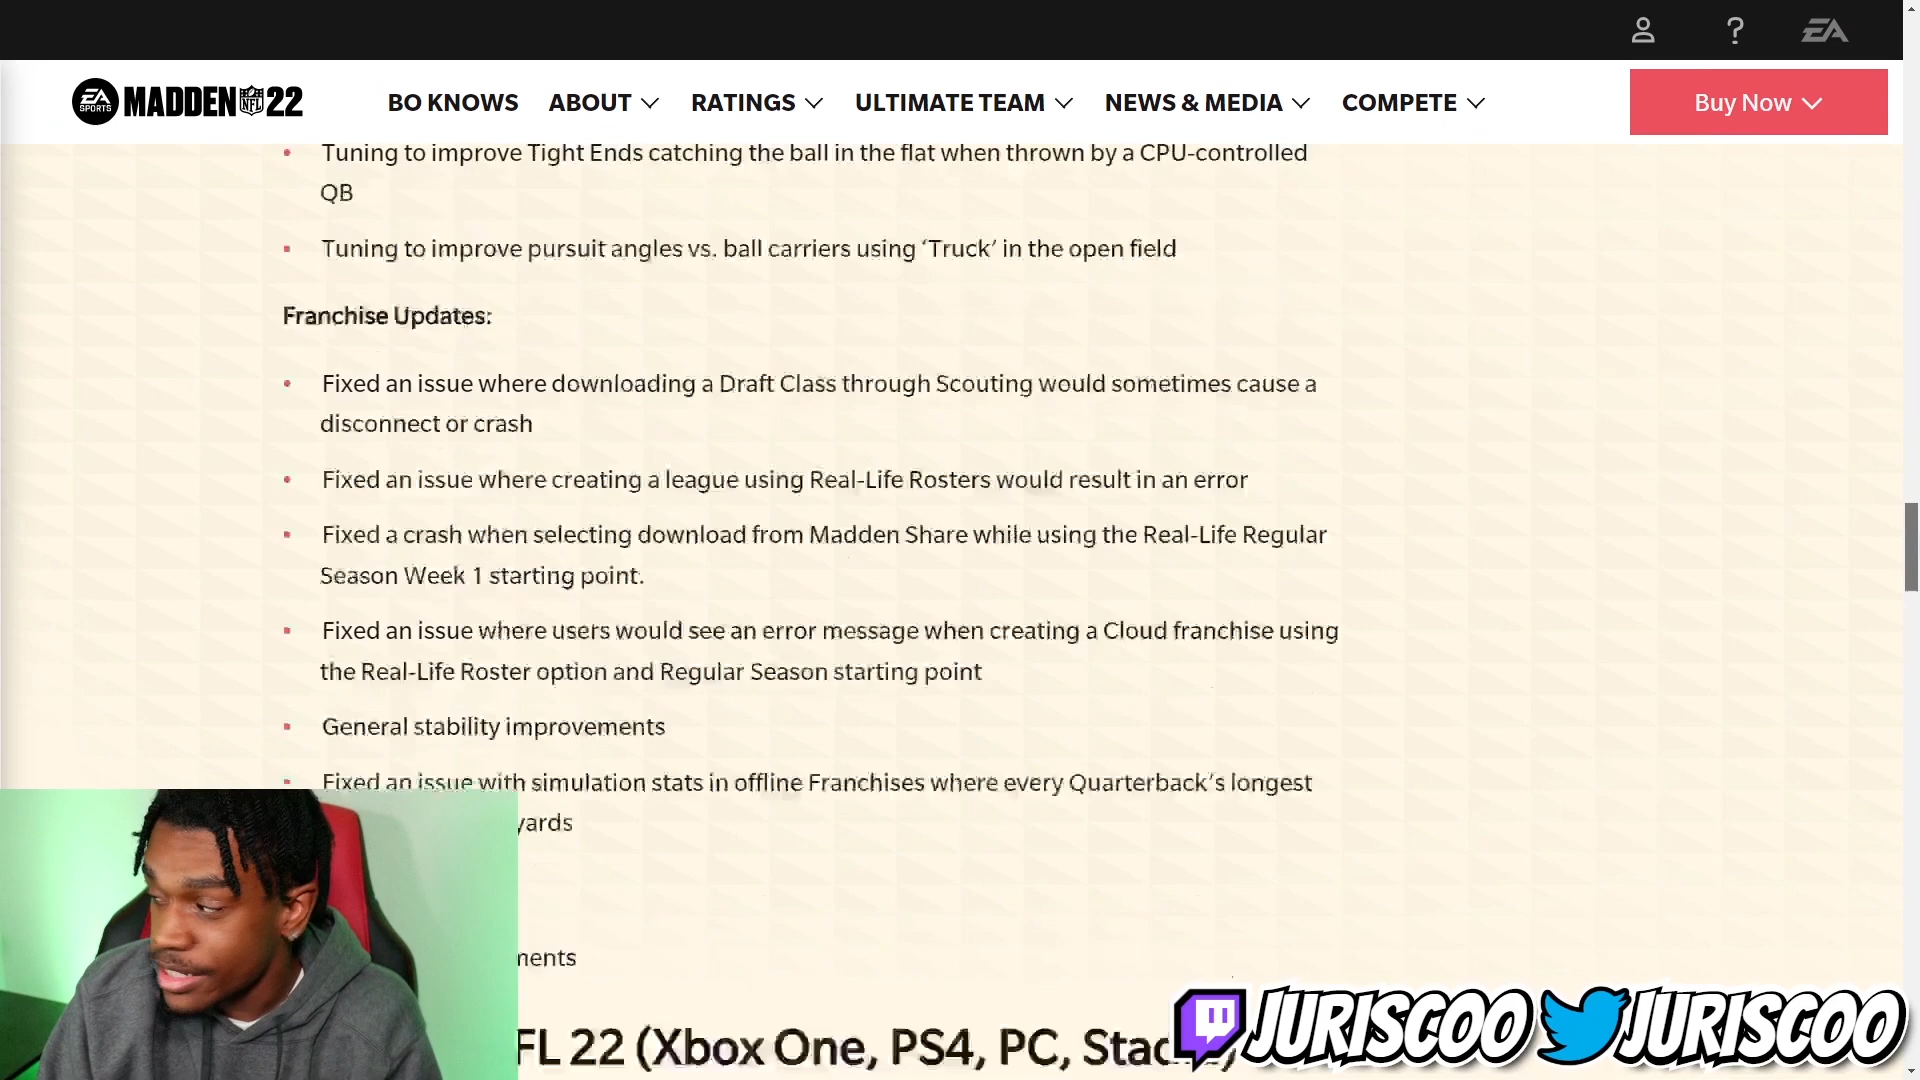 EA SPORTS MADDEN NFL 22 BO KNOWS ABOUT RATINGS ULTIMATE TEAM NEWS & MEDIA COMPETE Buy Now
Tuning to improve Tight Ends catching the ball in the flat when thrown by a CPU-controlled
QB
Tuning to improve pursuit angles vs. ball carriers using ‘Truck’ in the open field
Franchise Updates:
Fixed an issue where downloading a Draft Class through Scouting would sometimes cause a
disconnect or crash
Fixed an issue where creating a league using Real-Life Rosters would result in an error
Fixed a crash when selecting download from Madden Share while using the Real-Life Regular
Season Week 1 starting point.
Fixed an issue where users would see an error message when creating a Cloud franchise using
the Real-Life Roster option and Regular Season starting point
General stability improvements
Fixed an issue with simulation stats in offline Franchises where every Quarterback’s longest
yards
ments
FL 22 (Xbox One, PS4, PC,
JURISCOO JURISCOO